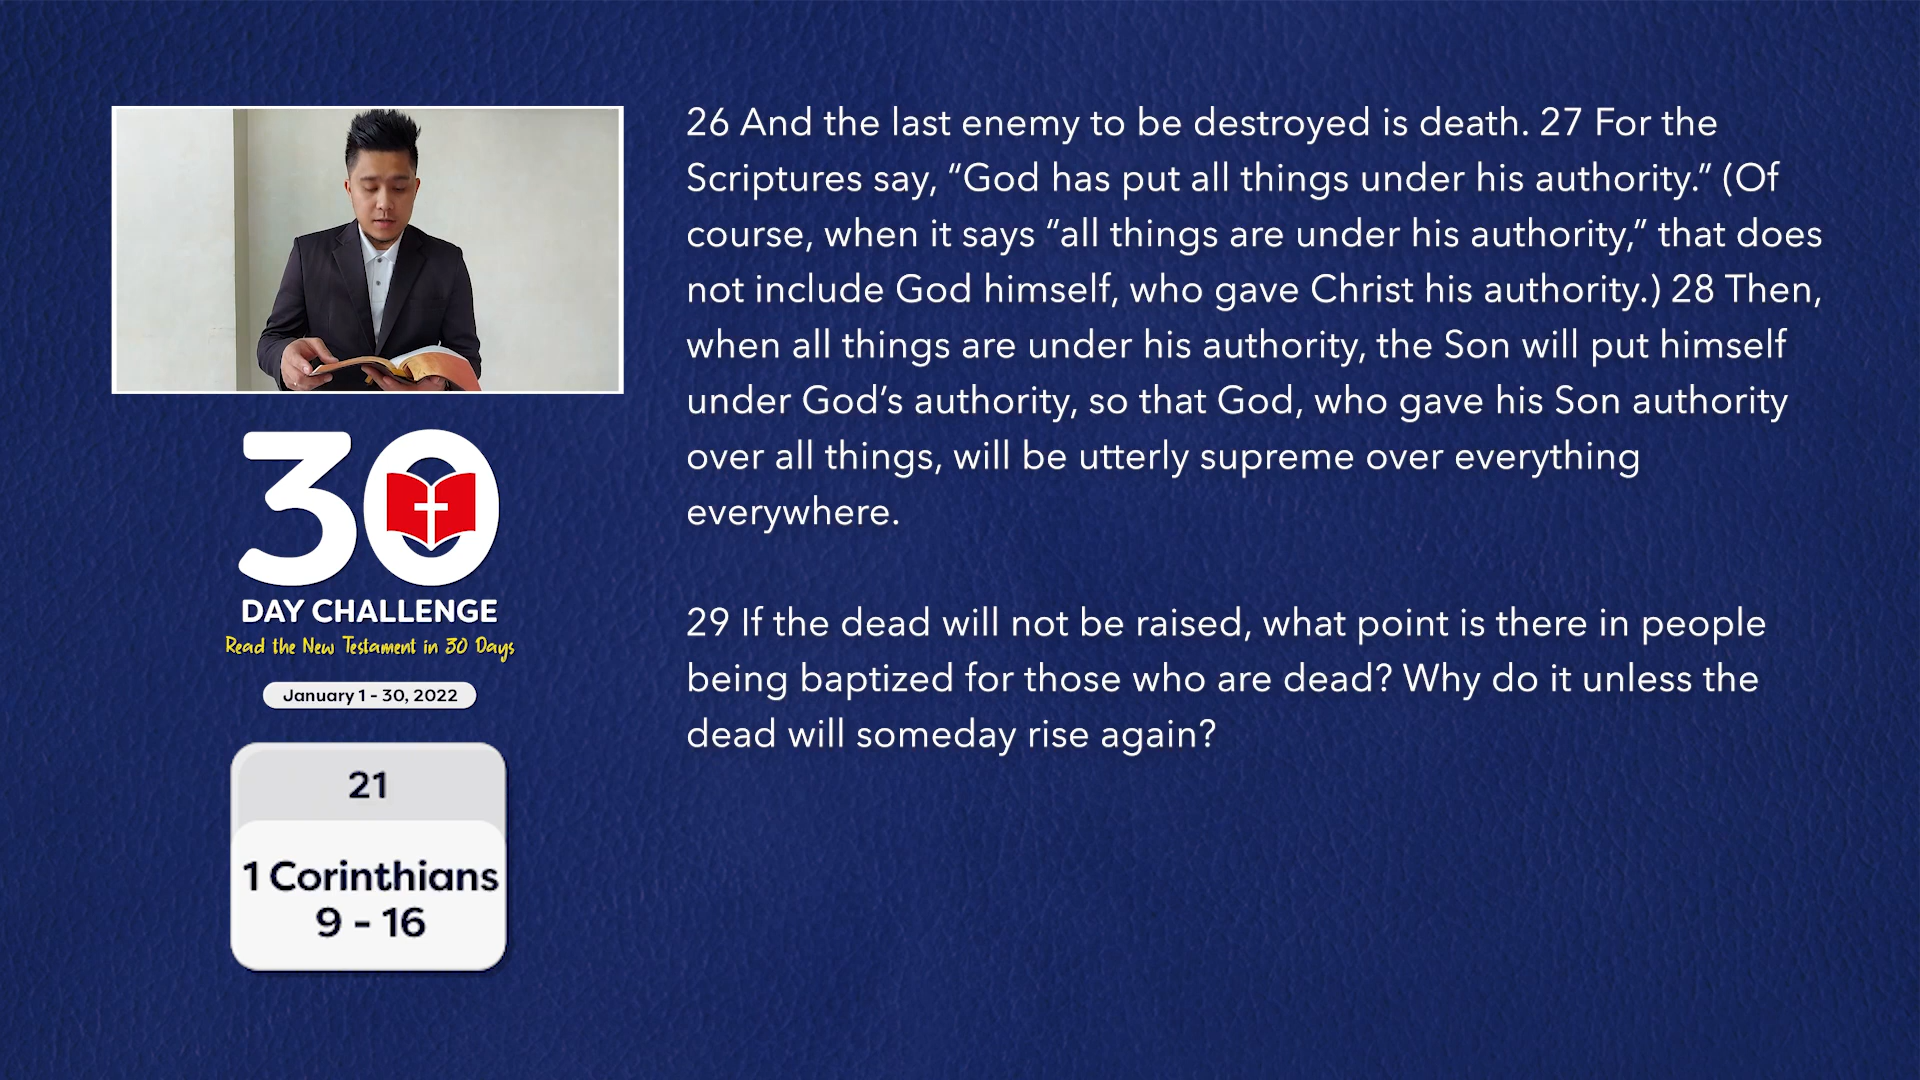 26 And the last enemy to be destroyed is death. 27 For the
Scriptures say, “God has put all things under his authority.” (Of
course, when it says “all things are under his authority,” that does
not include God himself, who gave Christ his authority.) 28 Then,
when all things are under his authority, the Son will put himself
under God’s authority, so that God, who gave his Son authority
over all things, will be utterly supreme over everything
everywhere.
29 If the dead will not be raised, what point is there in people
being baptized for those who are dead? Why do it unless the
dead will someday rise again?
30
DAY CHALLENGE
Read the New Testament in 30 Days
January 1 - 30, 2022
21
1 Corinthians
9 - 16